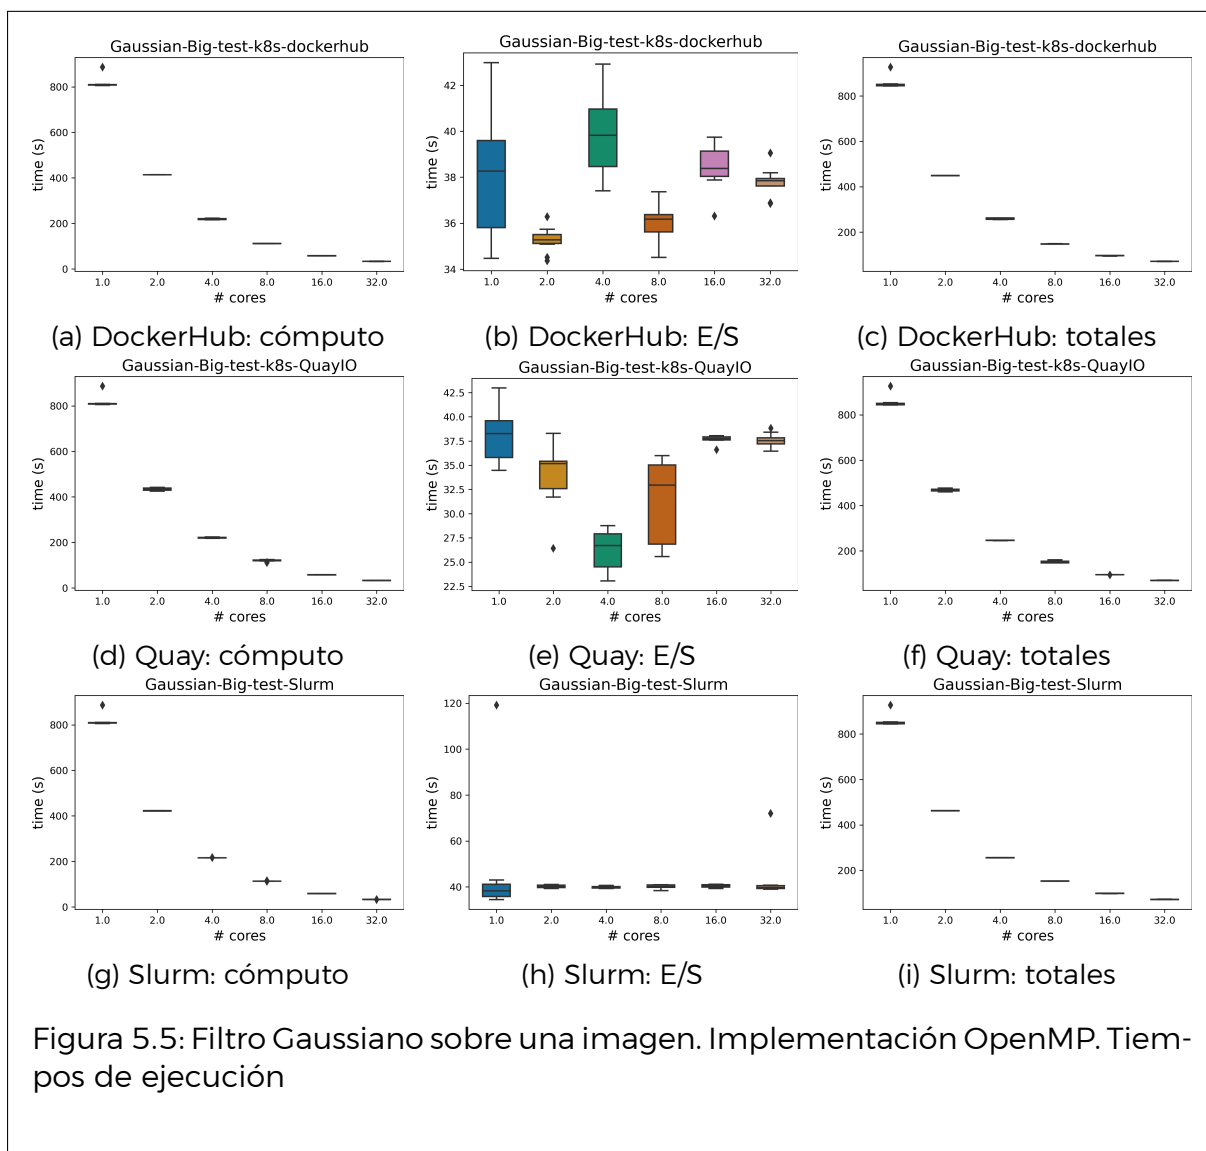 Gaussian-Big-test-k8s-dockerhub
time (s)
800
600
400
200
0
1.0 2.0 4.0 8.0 16.0 32.0
# cores
(a) DockerHub: cómputo
Gaussian-Big-test-k8s-dockerhub
time (s)
42
40
38
36
34
1.0 2.0 4.0 8.0 16.0 32.0
# cores
(b) DockerHub: E/S
Gaussian-Big-test-k8s-dockerhub
time (s)
800
600
400
200
1.0 2.0 4.0 8.0 16.0 32.0
# cores
(c) DockerHub: totales
Gaussian-Big-test-k8s-QuayIO
time (s)
800
600
400
200
0
1.0 2.0 4.0 8.0 16.0 32.0
# cores
(d) Quay: cómputo
Gaussian-Big-test-k8s-QuayIO
time (s)
42.5
40.0
37.5
35.0
32.5
30.0
27.5
25.0
22.5
1.0 2.0 4.0 8.0 16.0 32.0
# cores
(e) Quay: E/S
Gaussian-Big-test-k8s-QuayIO
time (s)
800
600
400
200
1.0 2.0 4.0 8.0 16.0 32.0
# cores
(f) Quay: totales
Gaussian-Big-test-Slurm
time (s)
800
600
400
200
0
1.0 2.0 4.0 8.0 16.0 32.0
# cores
(g) Slurm: cómputo
Gaussian-Big-test-Slurm
time (s)
120
100
80
60
40
1.0 2.0 4.0 8.0 16.0 32.0
# cores
(h) Slurm: E/S
Gaussian-Big-test-Slurm
time (s)
800
600
400
200
1.0 2.0 4.0 8.0 16.0 32.0
# cores
(i) Slurm: totales
Figura 5.5: Filtro Gaussiano sobre una imagen. Implementación OpenMP. Tiem-
pos de ejecución